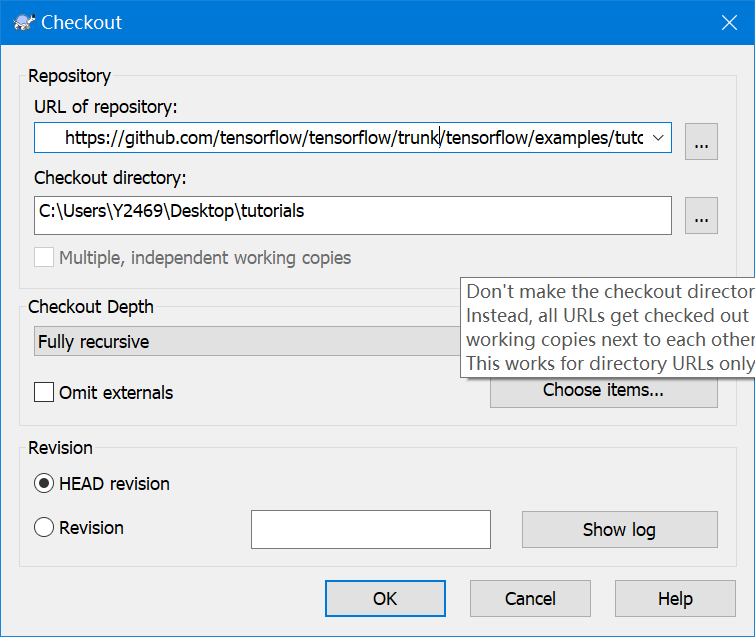 Checkout
Repository
URL of repository:
https://github.com/tensorflow/tensorflow/trunk/tensorflow/examples/tuto
...
Checkout directory:
C:\Users\Y2469\Desktop\tutorials
...
Multiple, independent working copies
Don't make the checkout director
Instead, all URLs get checked out
working copies next to each other
This works for directory URLs only
Checkout Depth
Fully recursive
Omit externals
Choose items...
Revision
HEAD revision
Revision
Show log
OK
Cancel
Help